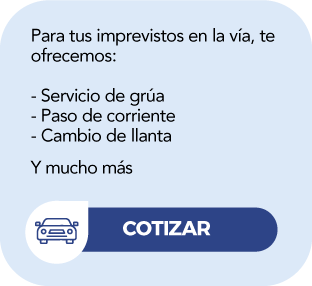 Para tus imprevistos en la vía, te
ofrecemos:
- Servicio de grúa
- Paso de corriente
- Cambio de llanta
Y mucho más
COTIZAR